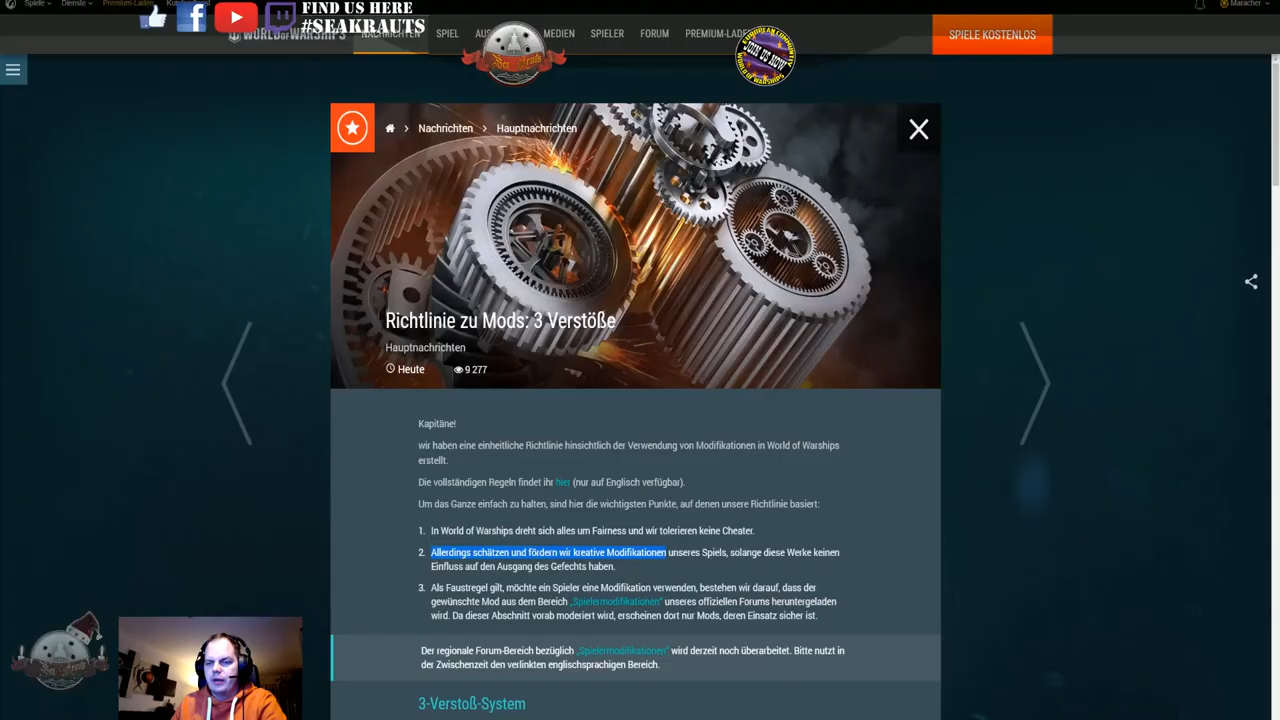 Spiele Dienste Premium-Laden Maracher
FIND US HERE
#SEAKRAUTS
NACHRICHTEN SPIEL MEDIEN SPIELER FORUM SPIELE KOSTENLOS
JOIN US NOW
Nachrichten Hauptnachrichten
Richtlinie zu Mods: 3 Verstöße
Hauptnachrichten
Heute 9 277
Kapitäne!
wir haben eine einheitliche Richtlinie hinsichtlich der Verwendung von Modifikationen in World of Warships
erstellt.
Die vollständigen Regeln findet ihr hier (nur auf Englisch verfügbar).
Um das Ganze einfach zu halten, sind hier die wichtigsten Punkte, auf denen unsere Richtlinie basiert:
1. In World of Warships dreht sich alles um Fairness und wir tolerieren keine Cheater.
2. Allerdings schätzen und fördern wir kreative Modifikationen unseres Spiels, solange diese Werke keinen
Einfluss auf den Ausgang des Gefechts haben.
3. Als Faustregel gilt, möchte ein Spieler eine Modifikation verwenden, bestehen wir darauf, dass der
gewünschte Mod aus dem Bereich „Spielermodifikationen“ unseres offiziellen Forums heruntergeladen
wird. Da dieser Abschnitt vorab moderiert wird, erscheinen dort nur Mods, deren Einsatz sicher ist.
Der regionale Forum-Bereich bezüglich „Spielermodifikationen“ wird derzeit noch überarbeitet. Bitte nutzt in
der Zwischenzeit den verlinkten englischsprachigen Bereich.
3-Verstoß-System